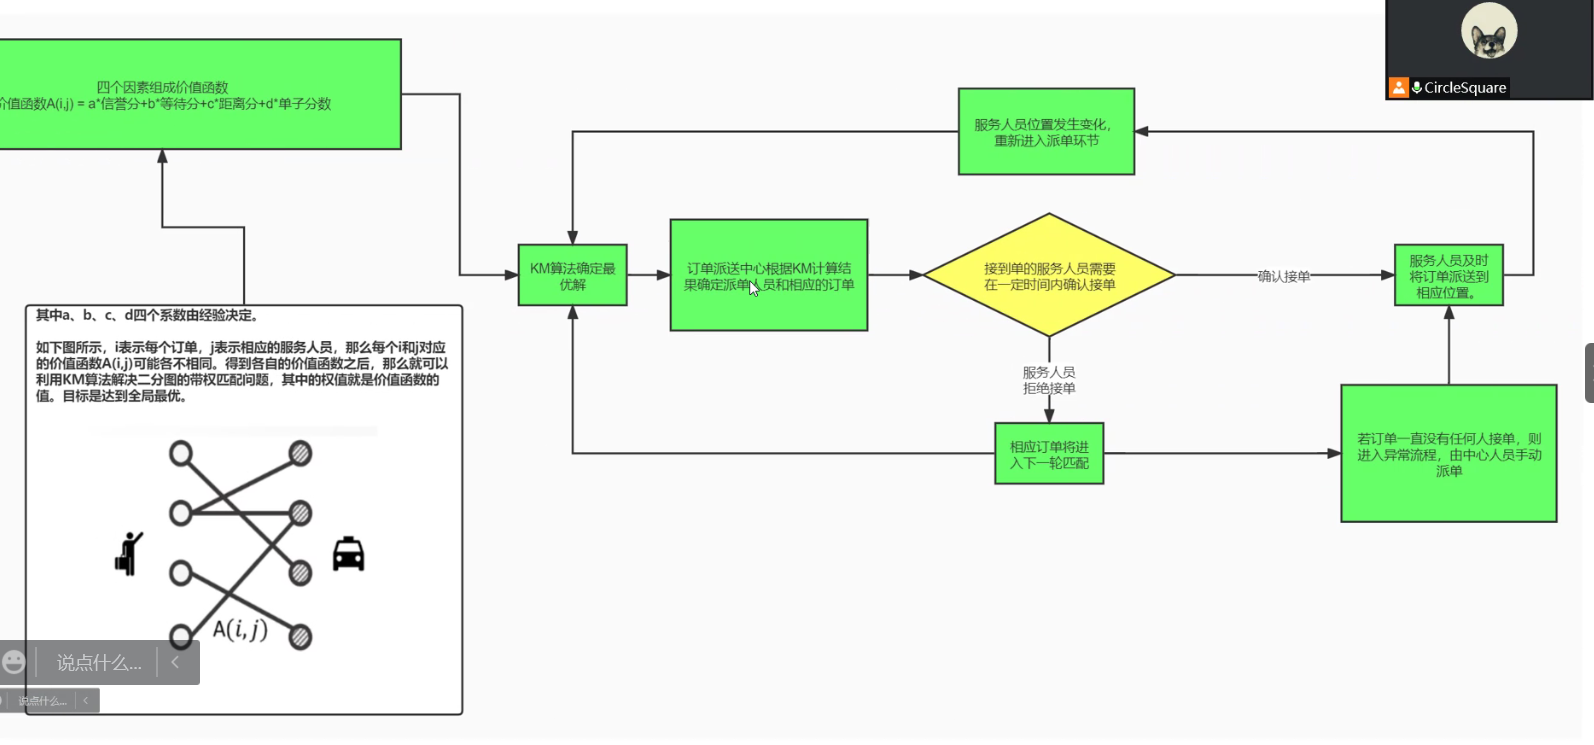 四个因素组成价值函数
价值函数A(i,j) = a*信誉分+b*等待分+c*距离分+d*单子分数
CircleSquare
服务人员位置发生变化，
重新进入派单环节
KM算法确定最
优解
订单派送中心根据KM计算结
果确定派单人员和相应的订单
接到单的服务人员需要
在一定时间内确认接单
确认接单
服务人员及时
将订单派送到
相应位置。
服务人员
拒绝接单
相应订单将进
入下一轮匹配
若订单一直没有任何人接单，则
进入异常流程，由中心人员手动
派单
其中a、b、c、d四个系数由经验决定。
如下图所示，i表示每个订单，j表示相应的服务人员，那么每个i和j对应
的价值函数A(i,j)可能各不相同。得到各自的价值函数之后，那么就可以
利用KM算法解决二分图的带权匹配问题，其中的权值就是价值函数的
值。目标是达到全局最优。
A(i,j)
说点什么...
说点什么...